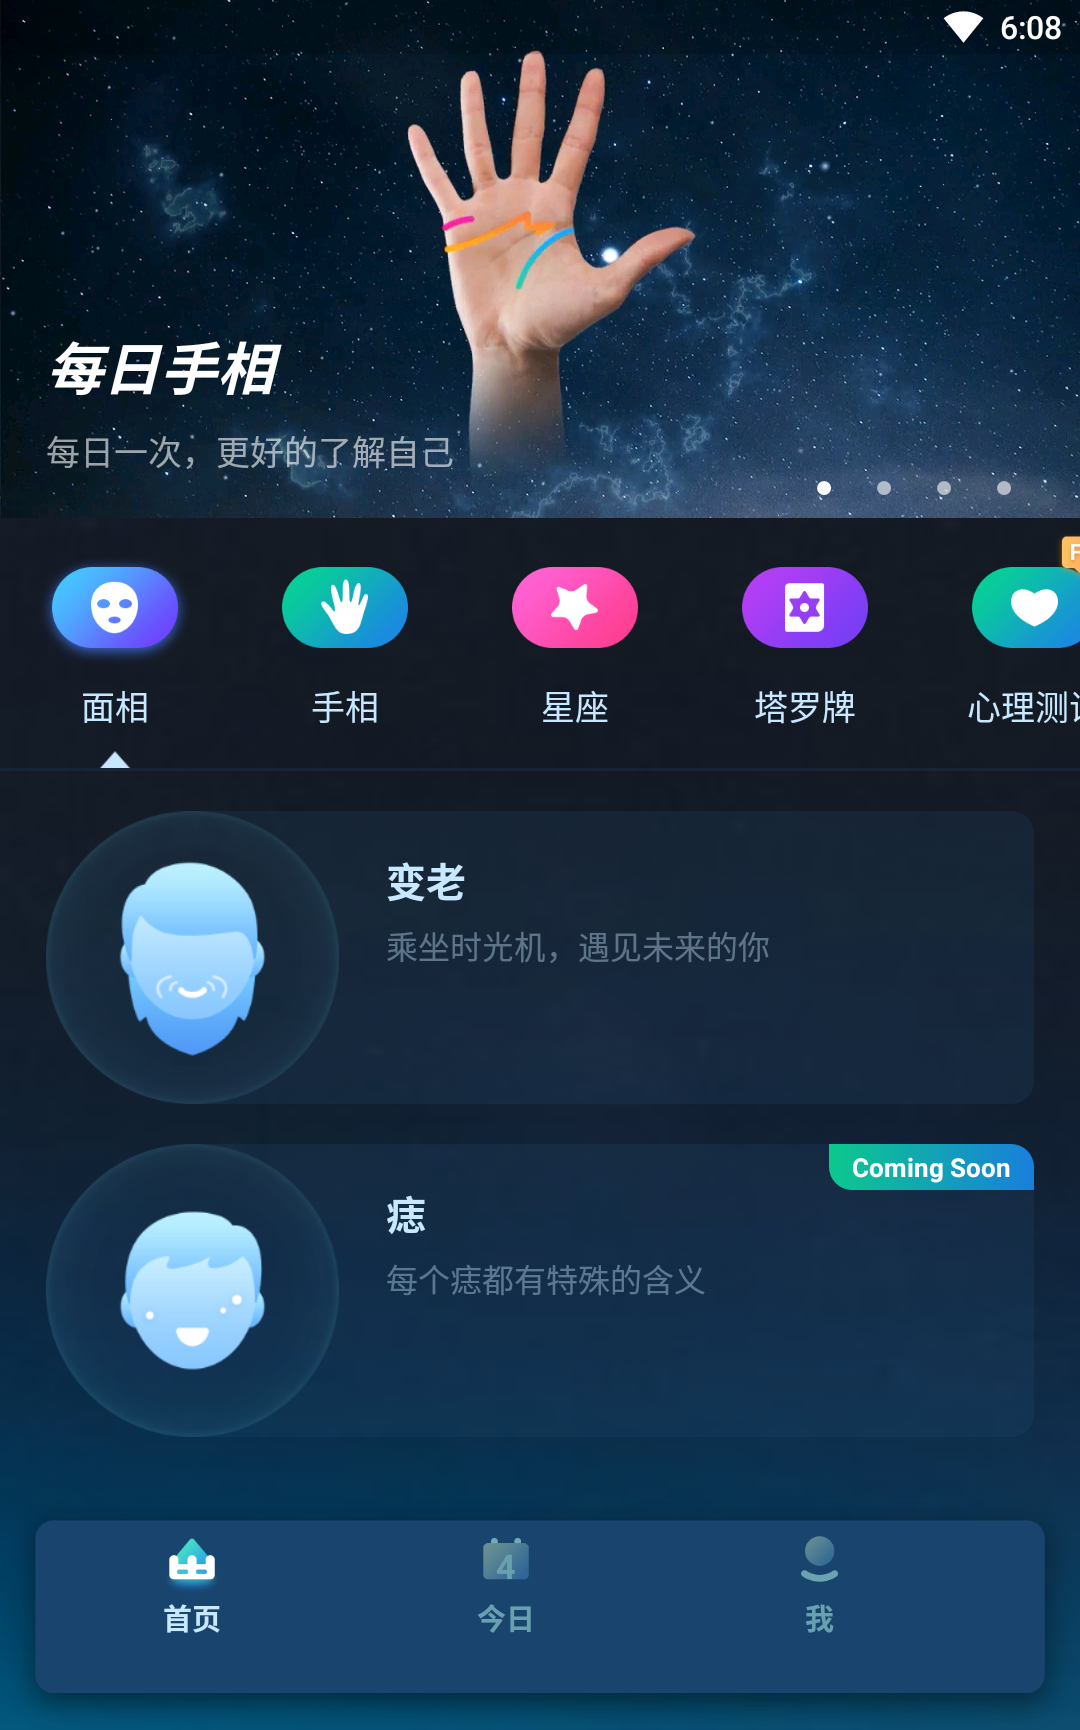 6:08
每日手相
每日一次，更好的了解自己
面相
手相
星座
塔罗牌
心理测
变老
乘坐时光机，遇见未来的你
Coming Soon
痣
每个痣都有特殊的含义
4
首页
今日
我